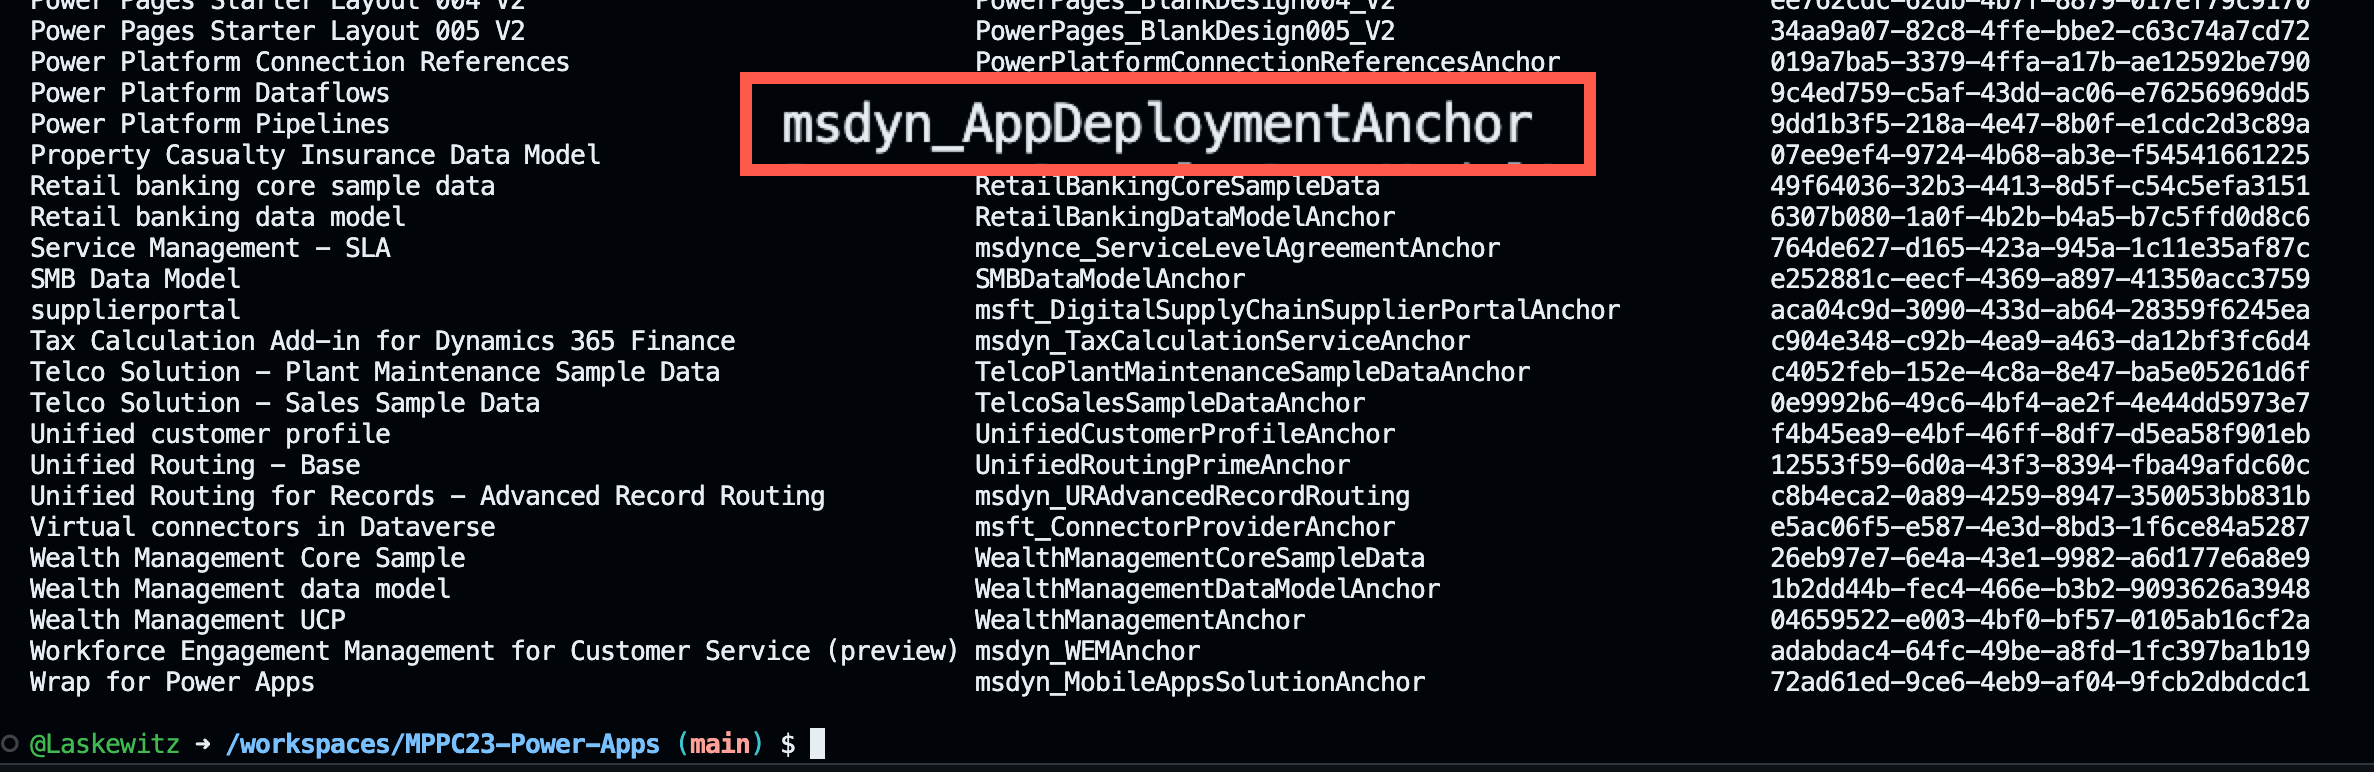 Power Pages Starter Layout 004 V2 PowerPages_BlankDesign004_V2 ee762cdc-62db-4b7f-8879-017ef79c9170
Power Pages Starter Layout 005 V2 PowerPages_BlankDesign005_V2 34aa9a07-82c8-4ffe-bbe2-c63c74a7cd72
Power Platform Connection References PowerPlatformConnectionReferencesAnchor 019a7ba5-3379-4ffa-a17b-ae12592be790
Power Platform Dataflows 9c4ed759-c5af-43dd-ac06-e76256969dd5
Power Platform Pipelines msdyn_AppDeploymentAnchor 9dd1b3f5-218a-4e47-8b0f-e1cdc2d3c89a
Property Casualty Insurance Data Model 07ee9ef4-9724-4b68-ab3e-f54541661225
Retail banking core sample data RetailBankingCoreSampleData 49f64036-32b3-4413-8d5f-c54c5efa3151
Retail banking data model RetailBankingDataModelAnchor 6307b080-1a0f-4b2b-b4a5-b7c5ffd0d8c6
Service Management - SLA msdynce_ServiceLevelAgreementAnchor 764de627-d165-423a-945a-1c11e35af87c
SMB Data Model SMBDataModelAnchor e252881c-eecf-4369-a897-41350acc3759
supplierportal msft_DigitalSupplyChainSupplierPortalAnchor aca04c9d-3090-433d-ab64-28359f6245ea
Tax Calculation Add-in for Dynamics 365 Finance msdyn_TaxCalculationServiceAnchor c904e348-c92b-4ea9-a463-da12bf3fc6d4
Telco Solution - Plant Maintenance Sample Data TelcoPlantMaintenanceSampleDataAnchor c4052feb-152e-4c8a-8e47-ba5e05261d6f
Telco Solution - Sales Sample Data TelcoSalesSampleDataAnchor 0e9992b6-49c6-4bf4-ae2f-4e44dd5973e7
Unified customer profile UnifiedCustomerProfileAnchor f4b45ea9-e4bf-46ff-8df7-d5ea58f901eb
Unified Routing - Base UnifiedRoutingPrimeAnchor 12553f59-6d0a-43f3-8394-fba49afdc60c
Unified Routing for Records - Advanced Record Routing msdyn_URAdvancedRecordRouting c8b4eca2-0a89-4259-8947-350053bb831b
Virtual connectors in Dataverse msft_ConnectorProviderAnchor e5ac06f5-e587-4e3d-8bd3-1f6ce84a5287
Wealth Management Core Sample WealthManagementCoreSampleData 26eb97e7-6e4a-43e1-9982-a6d177e6a8e9
Wealth Management data model WealthManagementDataModelAnchor 1b2dd44b-fec4-466e-b3b2-9093626a3948
Wealth Management UCP WealthManagementAnchor 04659522-e003-4bf0-bf57-0105ab16cf2a
Workforce Engagement Management for Customer Service (preview) msdyn_WEMAnchor adabdac4-64fc-49be-a8fd-1fc397ba1b19
Wrap for Power Apps msdyn_MobileAppsSolutionAnchor 72ad61ed-9ce6-4eb9-af04-9fcb2dbdcdc1
@Laskewitz → /workspaces/MPPC23-Power-Apps (main) $